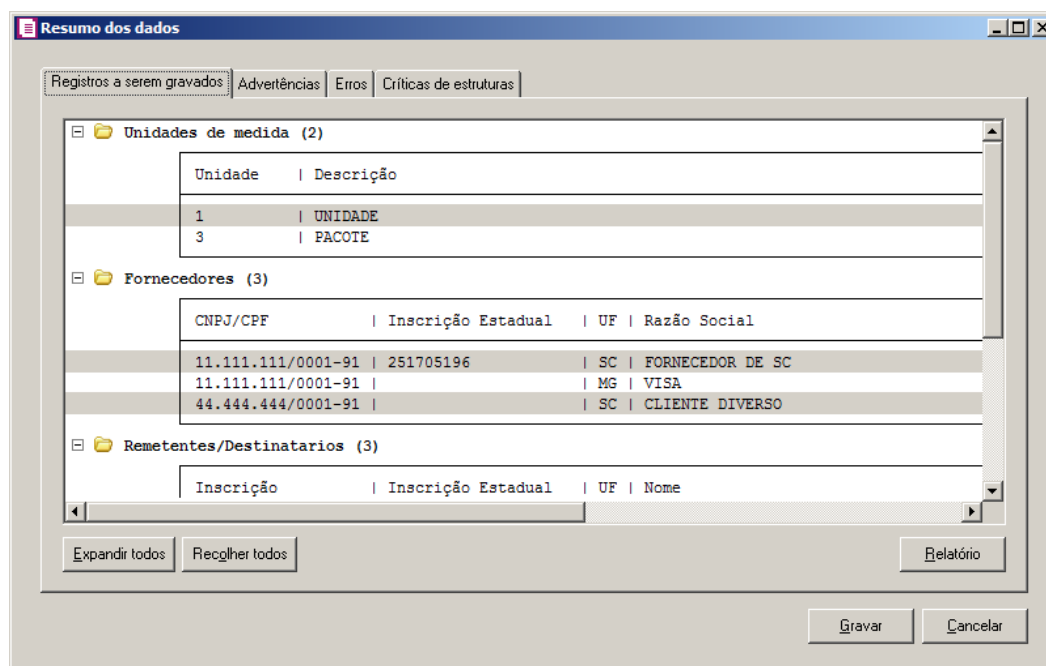 Resumo dos dados
Registros a serem gravados Advertências Erros Críticas de estruturas
Unidades de medida (2)
Unidade | Descrição
1 | UNIDADE
3 | PACOTE
Fornecedores (3)
CNPJ/CPF | Inscrição Estadual | UF | Razão Social
11.111.111/0001-91 | 251705196 | SC | FORNECEDOR DE SC
11.111.111/0001-91 | | MG | VISA
44.444.444/0001-91 | | SC | CLIENTE DIVERSO
Remetentes/Destinatarios (3)
Inscrição | Inscrição Estadual | UF | Nome
Expandir todos Recolher todos Relatório
Gravar Cancelar